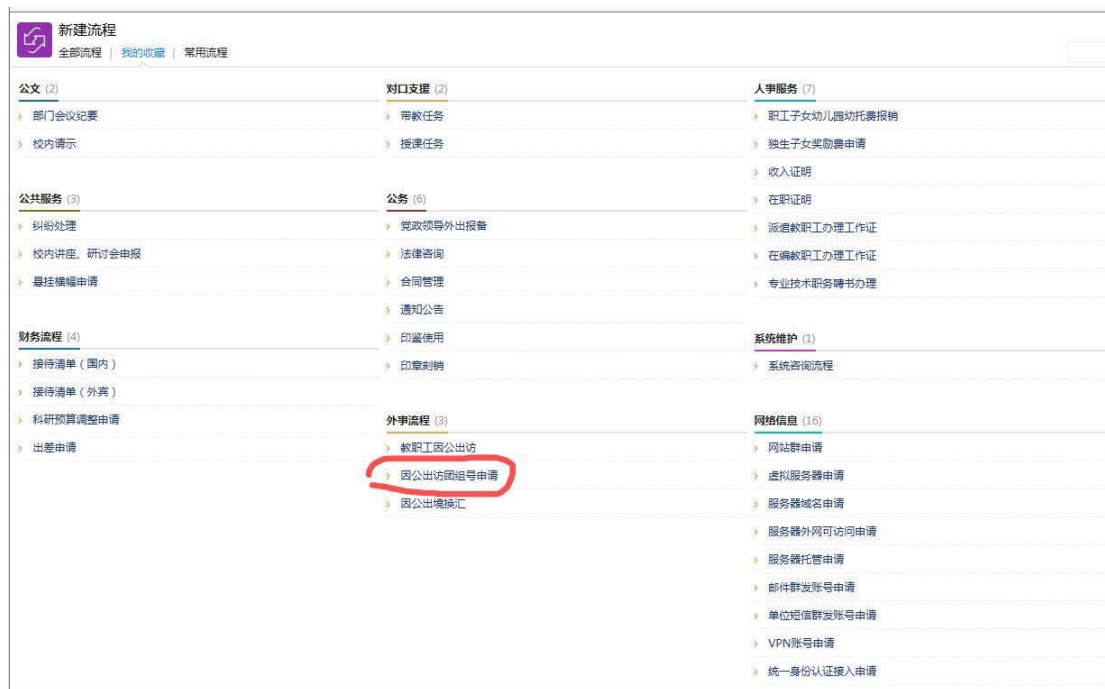 新建流程
全部流程 | 我的收藏 | 常用流程
公文 (2)
部门会议纪要
校内请示
公共服务 (3)
纠纷处理
校内讲座、研讨会申报
悬挂横幅申请
财务流程 (4)
接待清单（国内）
接待清单（外宾）
科研预算调整申请
出差申请
对口支援 (2)
带教任务
授课任务
公务 (6)
党政领导外出报备
法律咨询
合同管理
通知公告
印鉴使用
印章刻销
外事流程 (3)
教职工因公出访
因公出访团组号申请
因公出境换汇
人事服务 (7)
职工子女幼儿园幼托费报销
独生子女奖励费申请
收入证明
在职证明
派遣教职工办理工作证
在编教职工办理工作证
专业技术职务聘书办理
系统维护 (1)
系统咨询流程
网络信息 (16)
网站群申请
虚拟服务器申请
服务器域名申请
服务器外网可访问申请
服务器托管申请
邮件群发账号申请
单位短信群发账号申请
VPN账号申请
统一身份认证接入申请